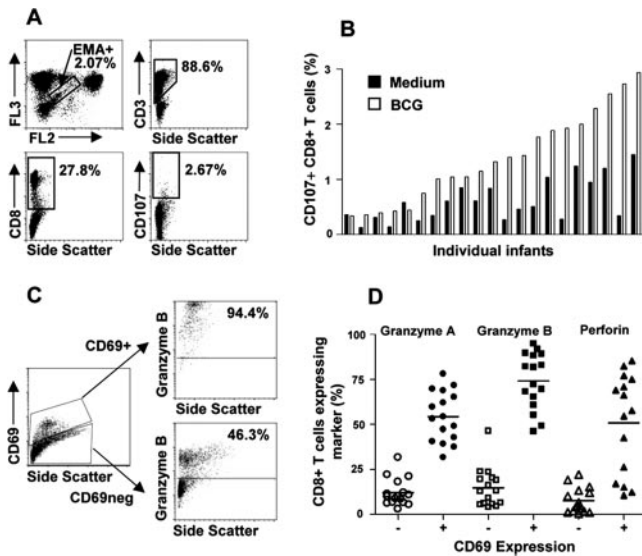 A
EMA+
2.07%
FL3
FL2
88.6%
CD3
Side Scatter
27.8%
CD8
Side Scatter
2.67%
CD107
Side Scatter
B
CD107+ CD8+ T cells (%)
3
2
1
0
Medium
BCG
Individual infants
C
CD69+
CD69
Side Scatter
CD69neg
94.4%
Granzyme B
Side Scatter
46.3%
Granzyme B
Side Scatter
D
Granzyme A Granzyme B Perforin
CD8+ T cells expressing
marker (%)
100
75
50
25
0
- + - + - +
CD69 Expression